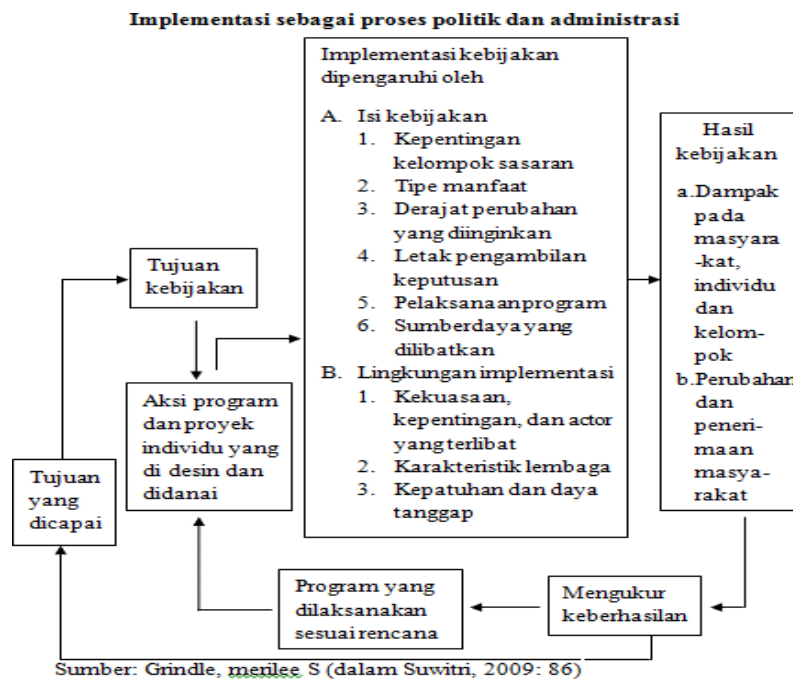 Implementasi sebagai proses politik dan administrasi
Implementasi kebijakan
dipengaruhi oleh
A. Isi kebijakan
1. Kepentingan
kelompok sasaran
2. Tipe manfaat
3. Derajat perubahan
yang diinginkan
4. Letak pengambilan
keputusan
5. Pelaksanaanprogram
6. Sumberdaya yang
dilibatkan
B. Lingkungan implementasi
1. Kekuasaan,
kepentingan, dan actor
yang terlibat
2. Karakteristik lembaga
3. Kepatuhan dan daya
tanggap
Hasil
kebijakan
a.Dampak
pada
masyara
-kat,
individu
dan
kelom-
pok
b.Perubahan
dan
peneri-
maan
masya-
rakat
Tujuan
kebijakan
Aksi program
dan proyek
individu yang
di desin dan
didanai
Tujuan
yang
dicapai
Program yang
dilaksanakan
sesuai rencana
Mengukur
keberhasilan
Sumber: Grindle, merilee S (dalam Suwitri, 2009: 86)